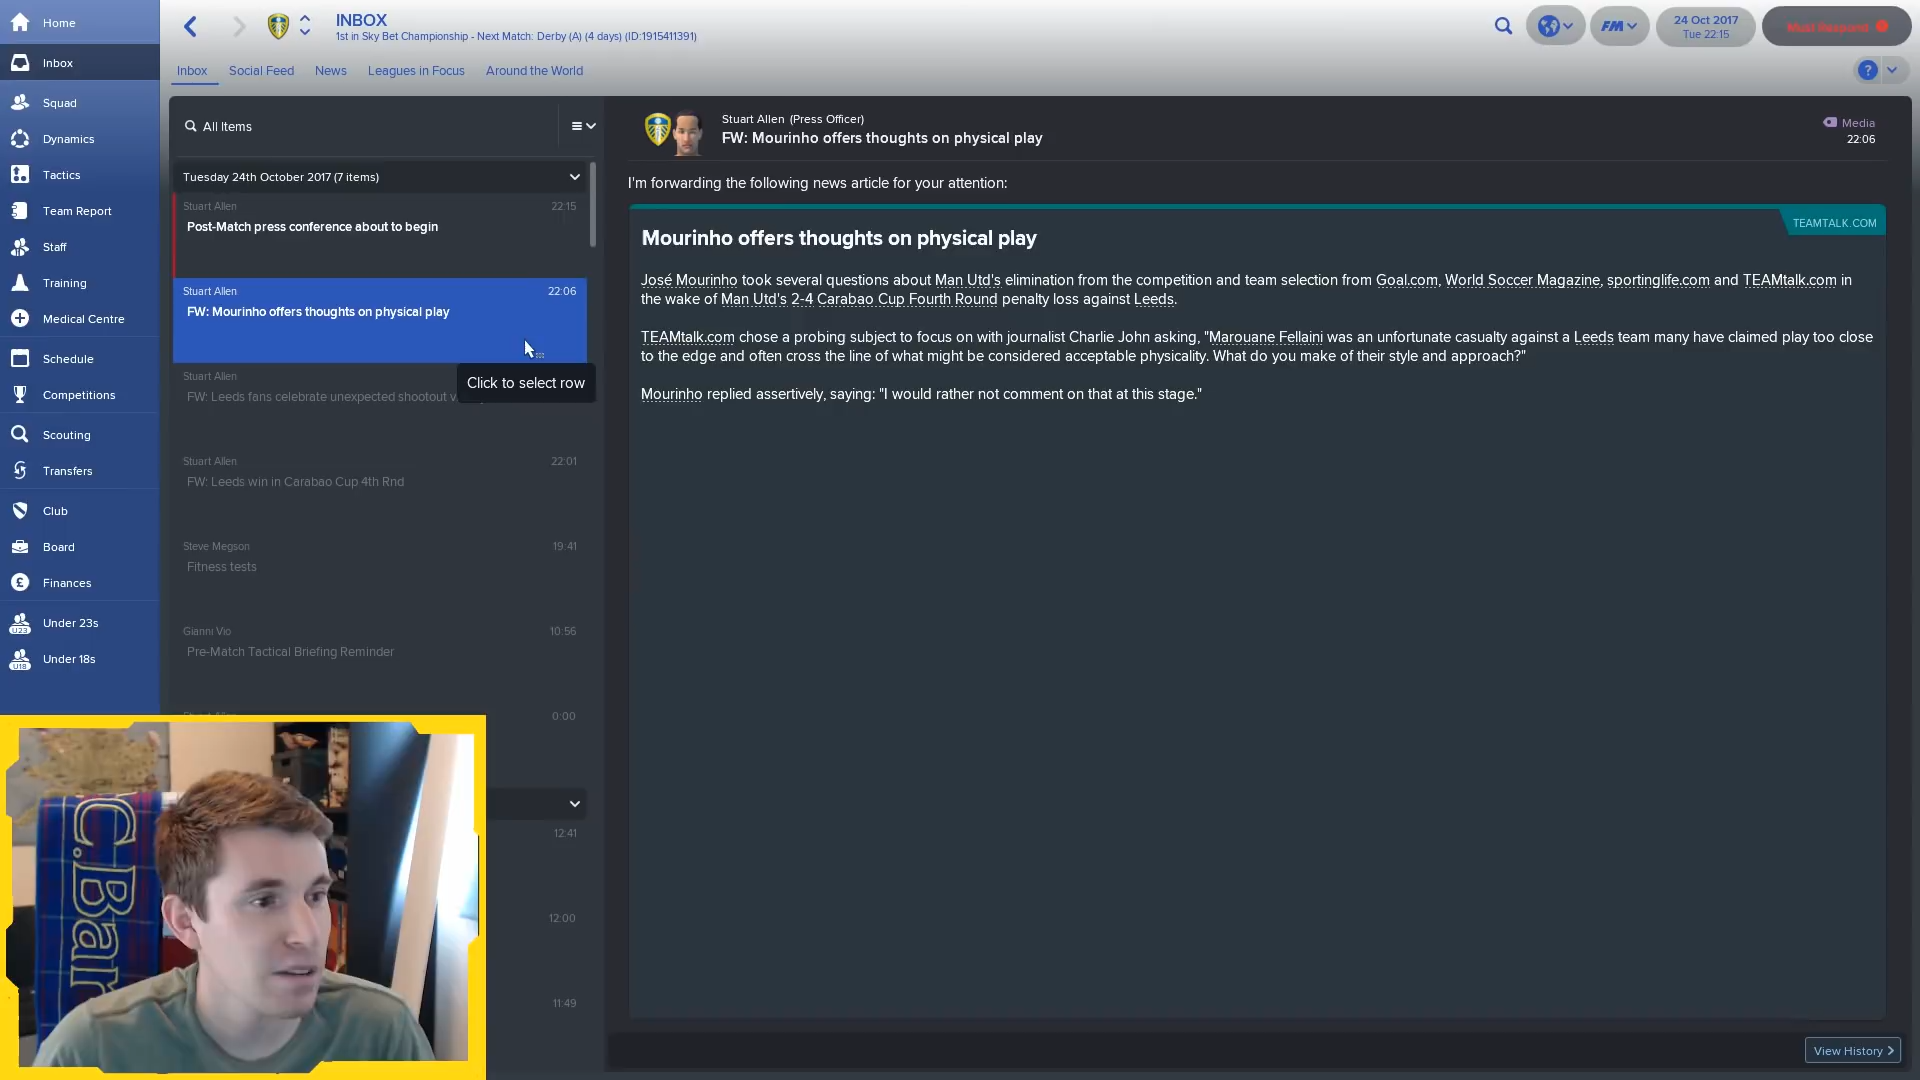 Home
Inbox
Squad
Dynamics
Tactics
Team Report
Staff
Training
Medical Centre
Schedule
Competitions
Scouting
Transfers
Club
Board
Finances
Under 23s
Under 18s
U23
U18
INBOX
1st in Sky Bet Championship - Next Match: Derby (A) (4 days) (ID:1915411391)
FM
24 Oct 2017
Tue 22:15
Must Respond
Inbox
Social Feed
News
Leagues in Focus
Around the World
?
All Items
Tuesday 24th October 2017 (7 items)
Stuart Allen 22:15
Post-Match press conference about to begin
Stuart Allen 22:06
FW: Mourinho offers thoughts on physical play
Click to select row
Stuart Allen
FW: Leeds fans celebrate unexpected shootout
Stuart Allen 22:01
FW: Leeds win in Carabao Cup 4th Rnd
Steve Megson 19:41
Fitness tests
Gianni Vio 10:56
Pre-Match Tactical Briefing Reminder
0:00
12:41
12:00
11:49
Stuart Allen (Press Officer)
FW: Mourinho offers thoughts on physical play
Media
22:06
I'm forwarding the following news article for your attention:
TEAMTALK.COM
Mourinho offers thoughts on physical play
José Mourinho took several questions about Man Utd's elimination from the competition and team selection from Goal.com, World Soccer Magazine, sportinglife.com and TEAMtalk.com in
the wake of Man Utd's 2-4 Carabao Cup Fourth Round penalty loss against Leeds.
TEAMtalk.com chose a probing subject to focus on with journalist Charlie John asking, "Marouane Fellaini was an unfortunate casualty against a Leeds team many have claimed play too close
to the edge and often cross the line of what might be considered acceptable physicality. What do you make of their style and approach?"
Mourinho replied assertively, saying: "I would rather not comment on that at this stage."
View History
C.Bar